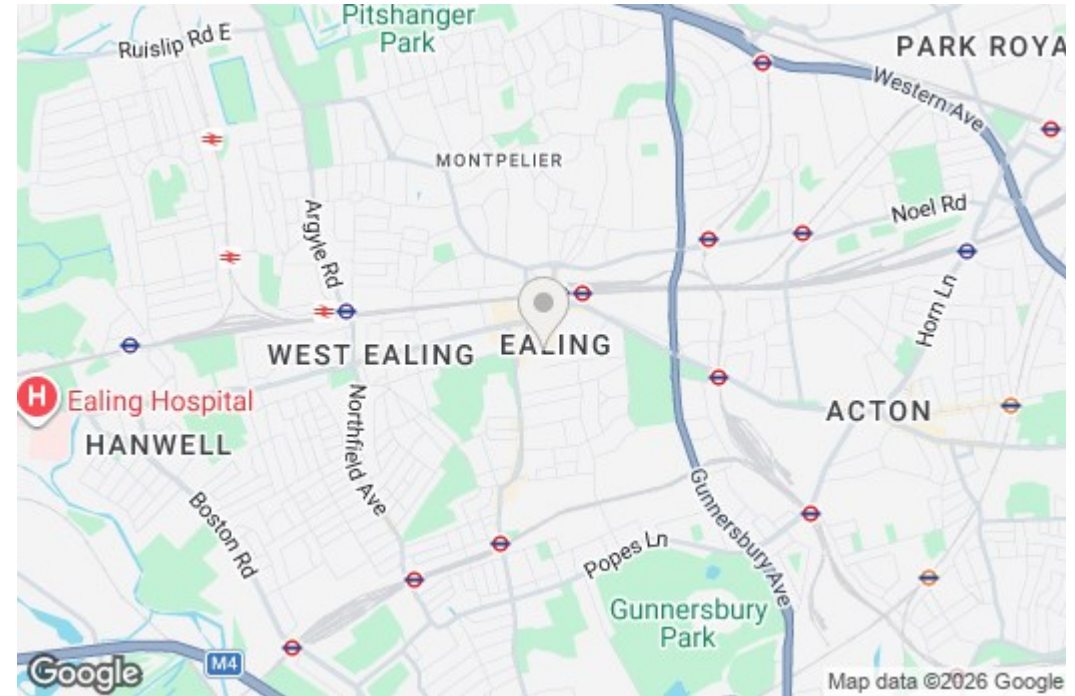 Pitshanger
Park
Ruislip Rd E
PARK ROYA
Western Ave
MONTPELIER
Argyle Rd
Noel Rd
Horn Ln
EALING
WEST EALING
H
Ealing Hospital
HANWELL
Northfield Ave
ACTON
Boston Rd
Gunnersbury Ave
Popes Ln
Gunnersbury
Park
M4
Google
Map data ©2026 Google